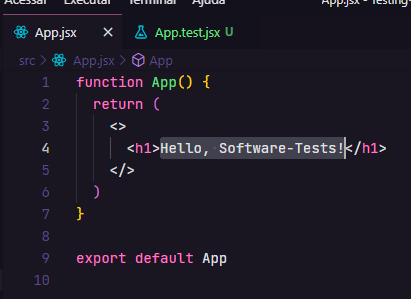 Acessar Executar Terminal Ajuda App.jsx - Testing-
App.jsx App.test.jsx U
src > App.jsx > App
1 function App() {
2 return (
3 <>
4 <h1>Hello, Software-Tests!</h1>
5 </>
6 )
7 }
8
9 export default App
10